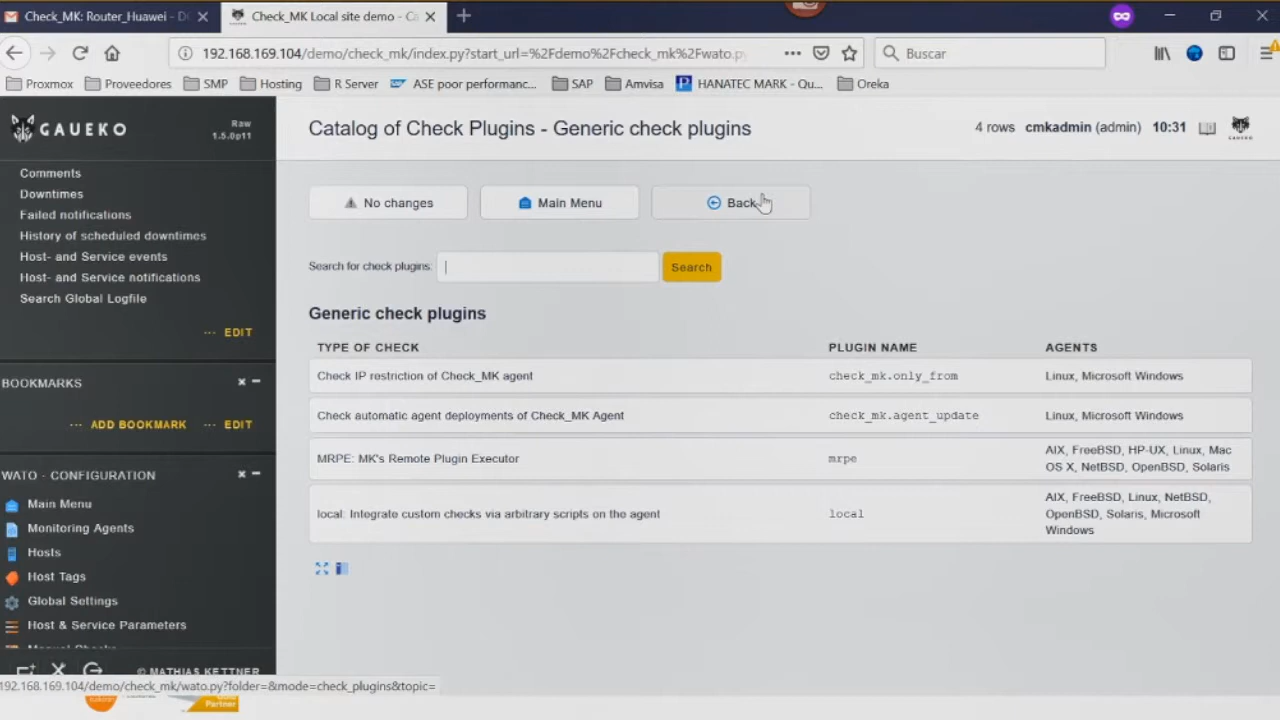 Check_MK: Router_Huawei - D
Check_MK Local site demo - C
192.168.169.104/demo/check_mk/index.py?start_url=%2Fdemo%2Fcheck_mk%2Fwato.py
Buscar
Proxmox
Proveedores
SMP
Hosting
R Server
ASE poor performanc...
SAP
Amvisa
HANATEC MARK - Qu...
Oreka
GAUEKO
Raw
1.5.0p11
Catalog of Check Plugins - Generic check plugins
4 rows cmkadmin (admin) 10:31
Comments
Downtimes
Failed notifications
History of scheduled downtimes
Host- and Service events
Host- and Service notifications
Search Global Logfile
EDIT
BOOKMARKS
ADD BOOKMARK
EDIT
WATO - CONFIGURATION
Main Menu
Monitoring Agents
Hosts
Host Tags
Global Settings
Host & Service Parameters
Manual Checks
© MATHIAS KETTNER
No changes
Main Menu
Back
Search for check plugins:
Search
Generic check plugins
TYPE OF CHECK PLUGIN NAME AGENTS
Check IP restriction of Check_MK agent check_mk.only_from Linux, Microsoft Windows
Check automatic agent deployments of Check_MK Agent check_mk.agent_update Linux, Microsoft Windows
MRPE: MK's Remote Plugin Executor mrpe AIX, FreeBSD, HP-UX, Linux, Mac
OS X, NetBSD, OpenBSD, Solaris
local: Integrate custom checks via arbitrary scripts on the agent local AIX, FreeBSD, Linux, NetBSD,
OpenBSD, Solaris, Microsoft
Windows
192.168.169.104/demo/check_mk/wato.py?folder=&mode=check_plugins&topic=
Partner